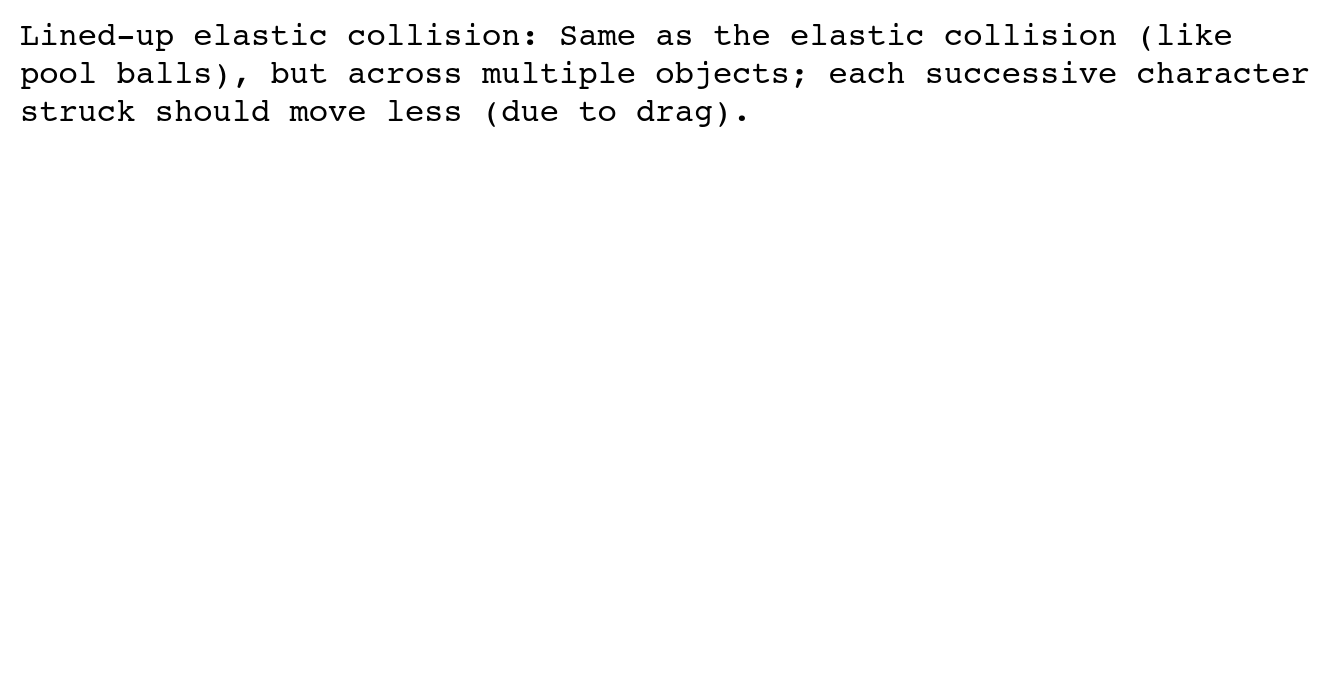 Lined-up elastic collision: Same as the elastic collision (like
pool balls), but across multiple objects; each successive character
struck should move less (due to drag).